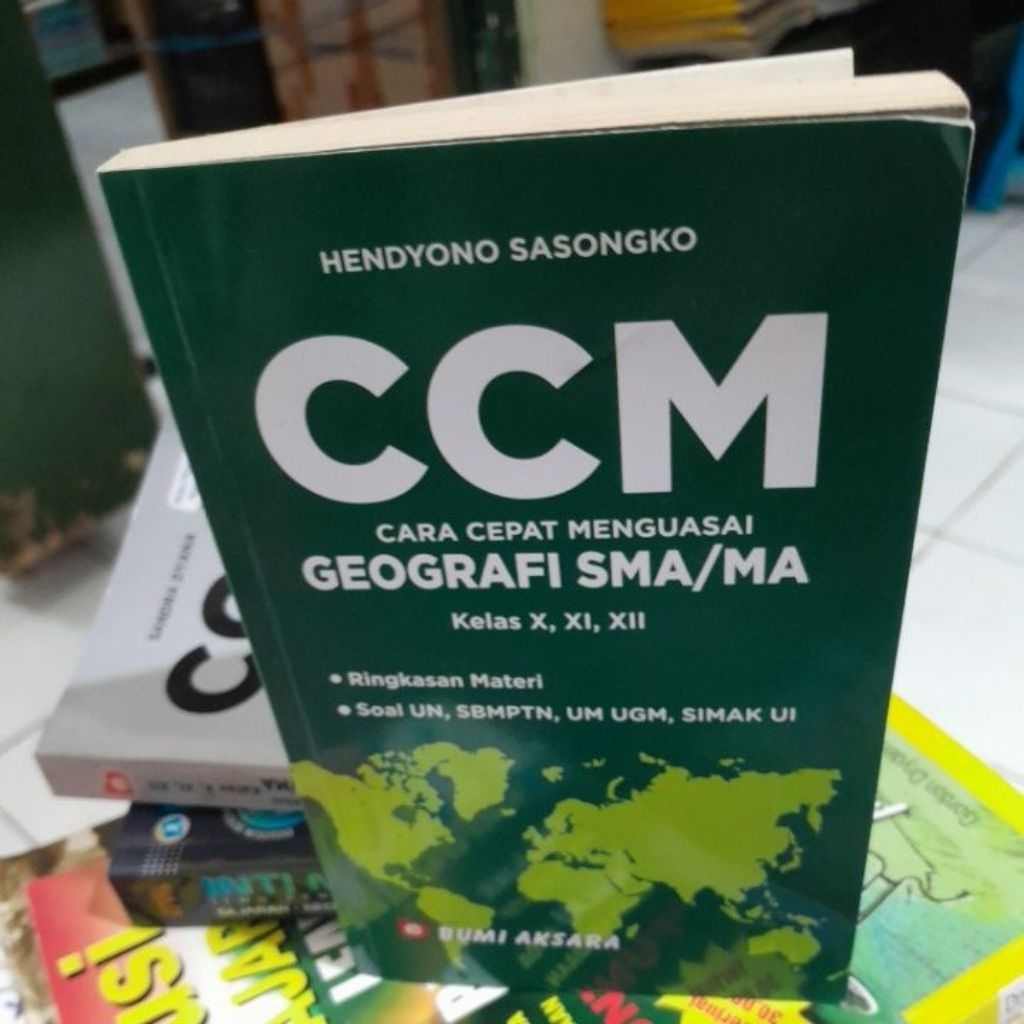 HENDYONO SASONGKO
CCM
CARA CEPAT MENGUASAI
GEOGRAFI SMA/MA
Kelas X, XI, XII
• Ringkasan Materi
• Soal UN, SBMPTN, UM UGM, SIMAK UI
BUMI AKSARA
INTI